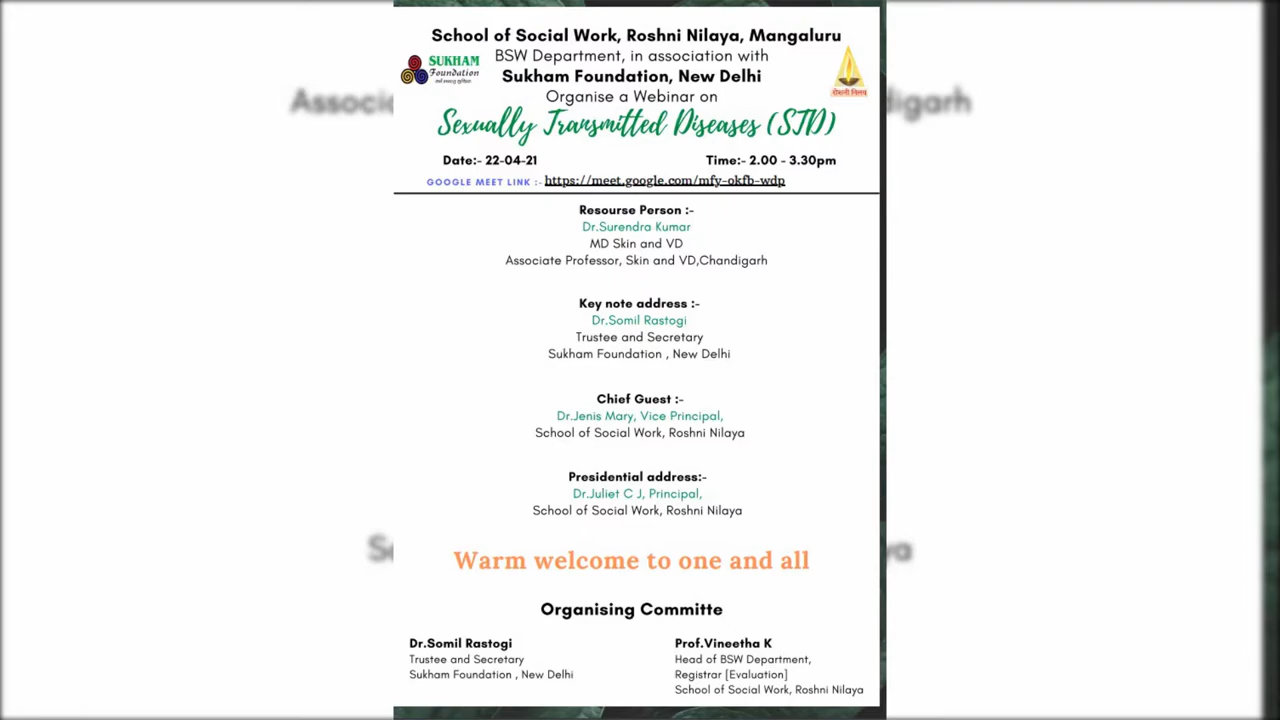 School of Social Work, Roshni Nilaya, Mangaluru
BSW Department, in association with
SUKHAM
Foundation
Sukham Foundation, New Delhi
रोशनी निलय
Organise a Webinar on
Sexually Transmitted Diseases (STD)
Date:- 22-04-21
Time:- 2.00 - 3.30pm
GOOGLE MEET LINK :- https://meet.google.com/mfy-okfb-wdp
Resourse Person :-
Dr.Surendra Kumar
MD Skin and VD
Associate Professor, Skin and VD,Chandigarh
Key note address :-
Dr.Somil Rastogi
Trustee and Secretary
Sukham Foundation , New Delhi
Chief Guest :-
Dr.Jenis Mary, Vice Principal,
School of Social Work, Roshni Nilaya
Presidential address:-
Dr.Juliet C J, Principal,
School of Social Work, Roshni Nilaya
Warm welcome to one and all
Organising Committe
Dr.Somil Rastogi
Trustee and Secretary
Sukham Foundation , New Delhi
Prof.Vineetha K
Head of BSW Department,
Registrar [Evaluation]
School of Social Work, Roshni Nilaya